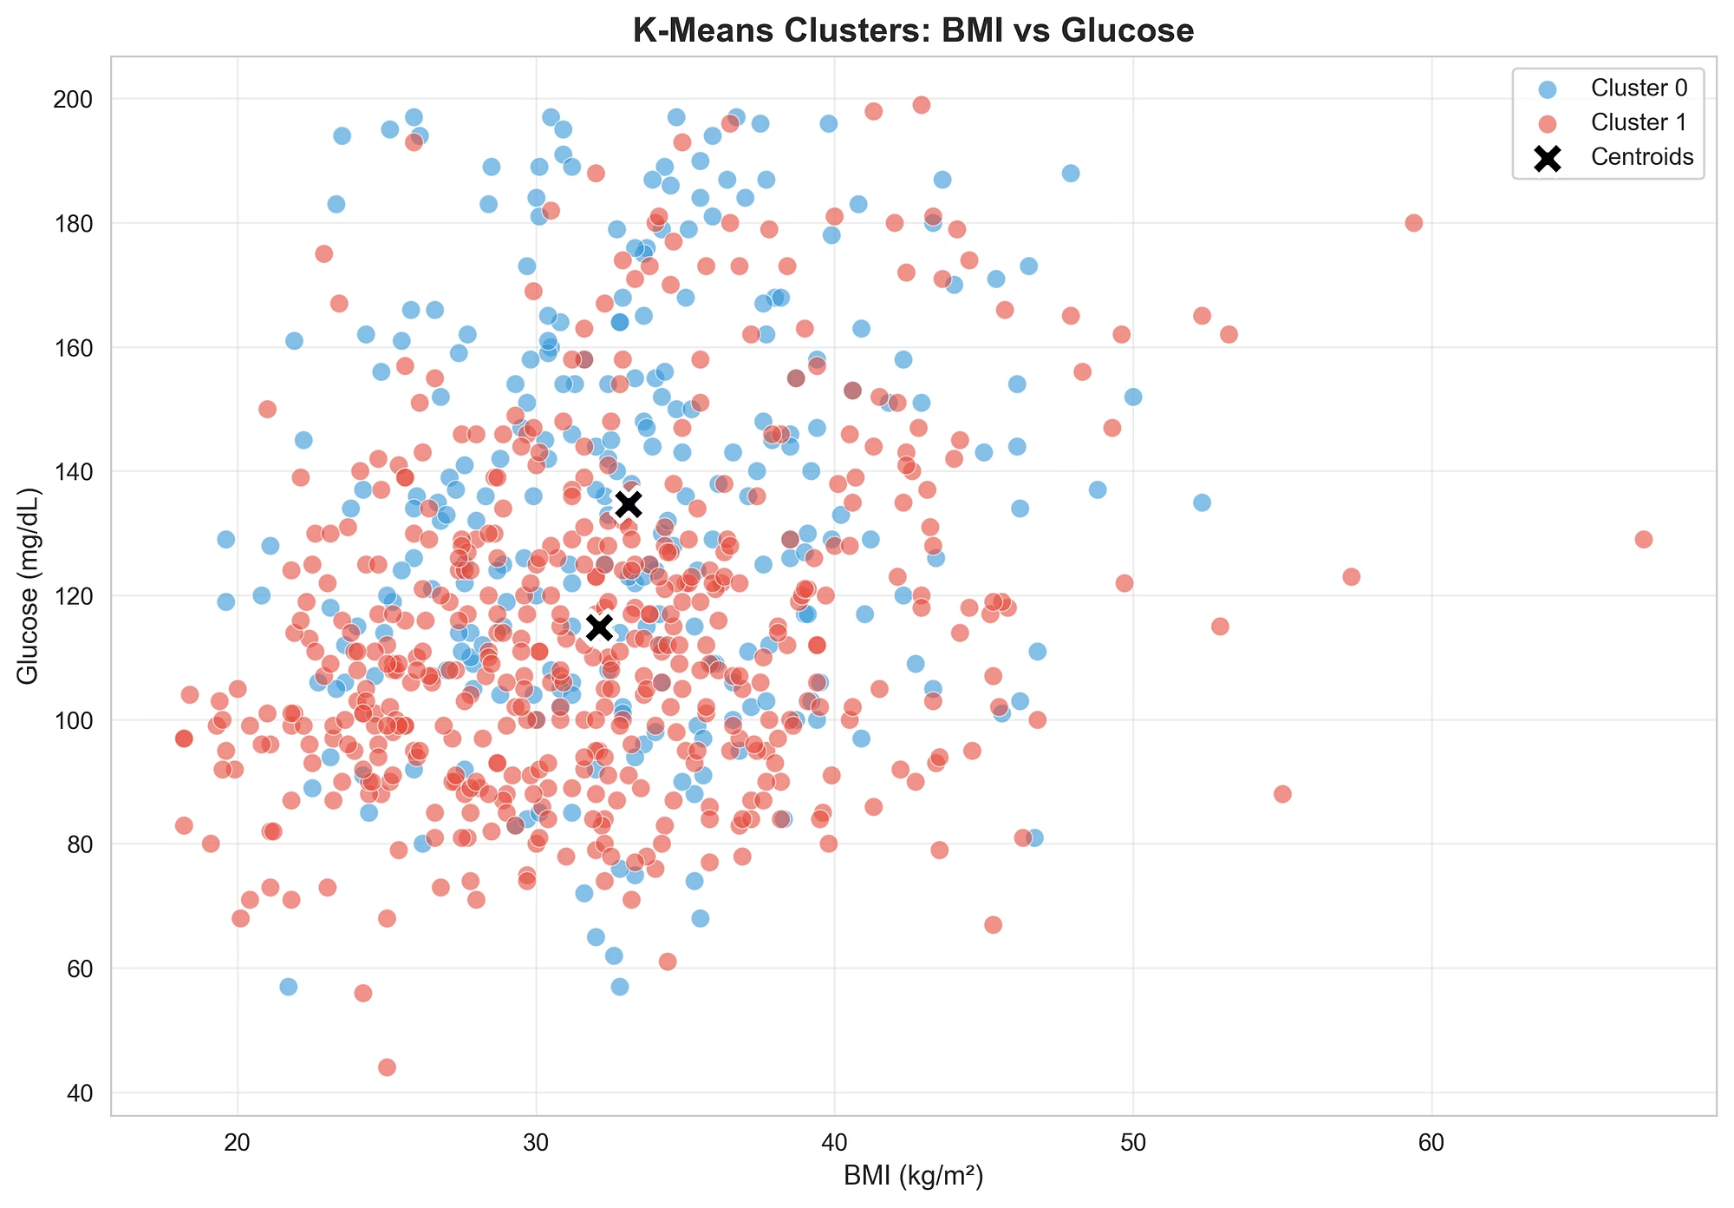 K-Means Clusters: BMI vs Glucose
Cluster 0
Cluster 1
Centroids
Glucose (mg/dL)
200
180
160
140
120
100
80
60
40
20
30
40
50
60
BMI (kg/m²)